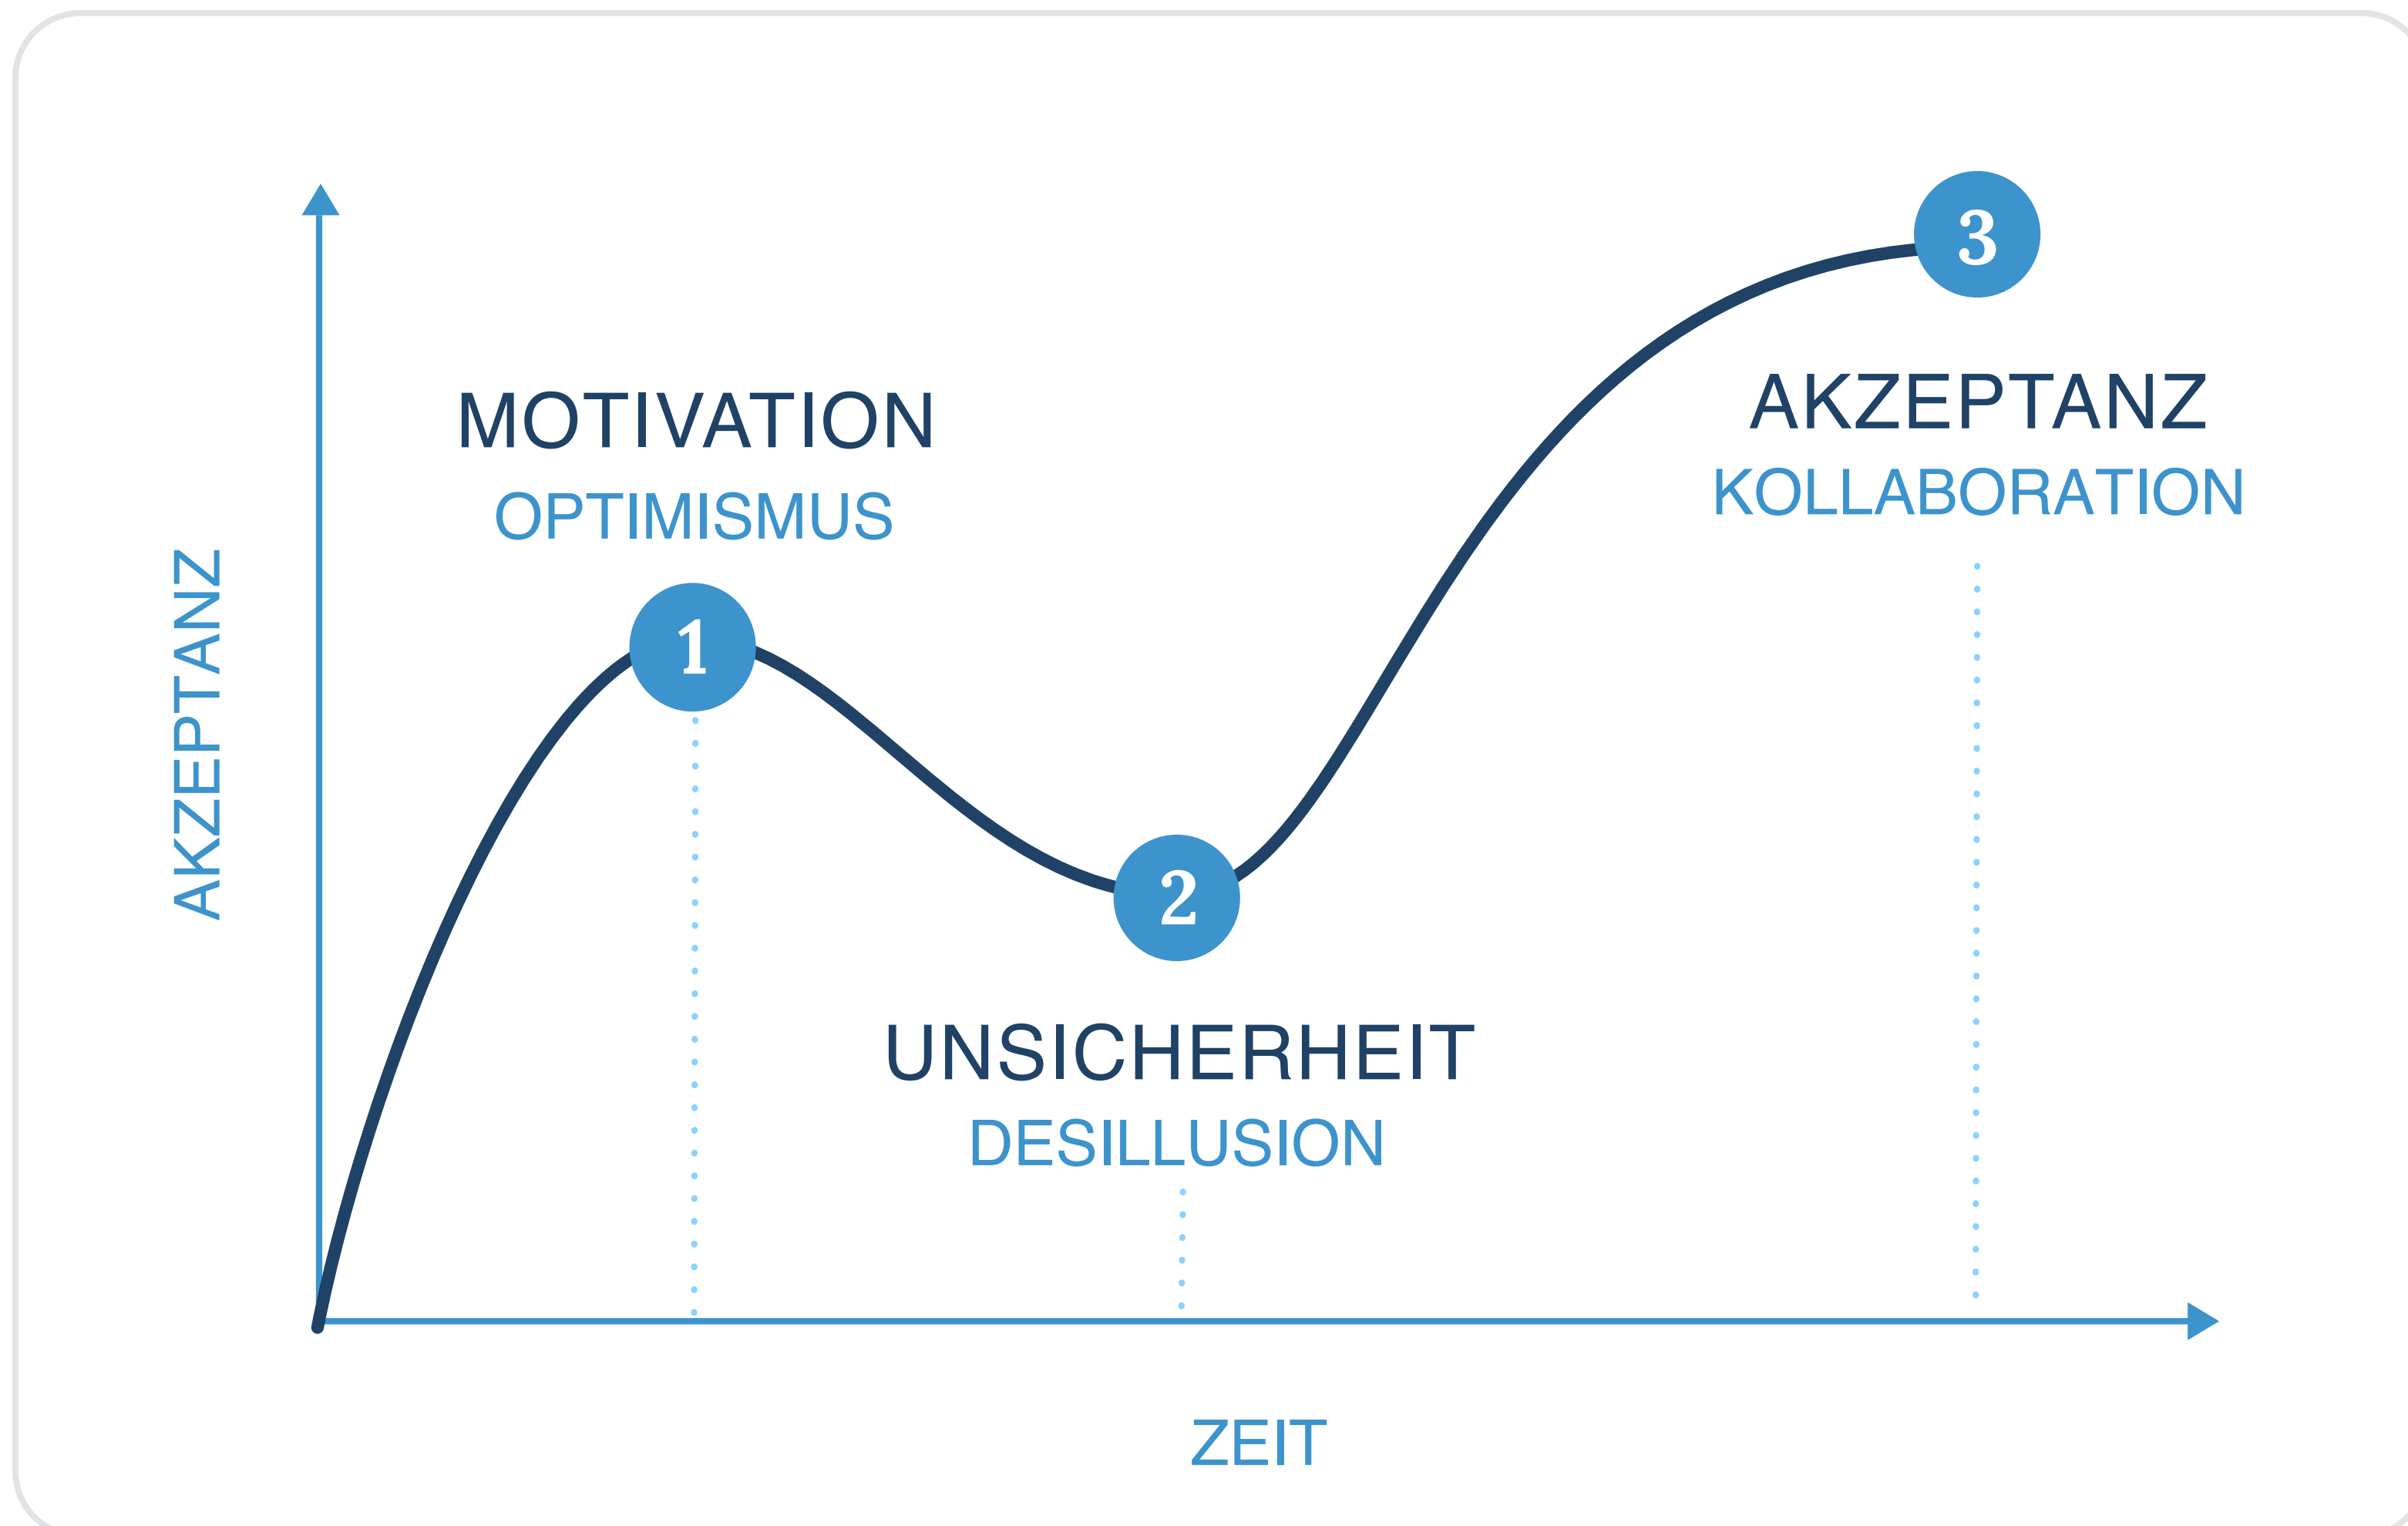 3
AKZEPTANZ
KOLLABORATION
MOTIVATION
OPTIMISMUS
1
2
UNSICHERHEIT
DESILLUSION
AKZEPTANZ
ZEIT